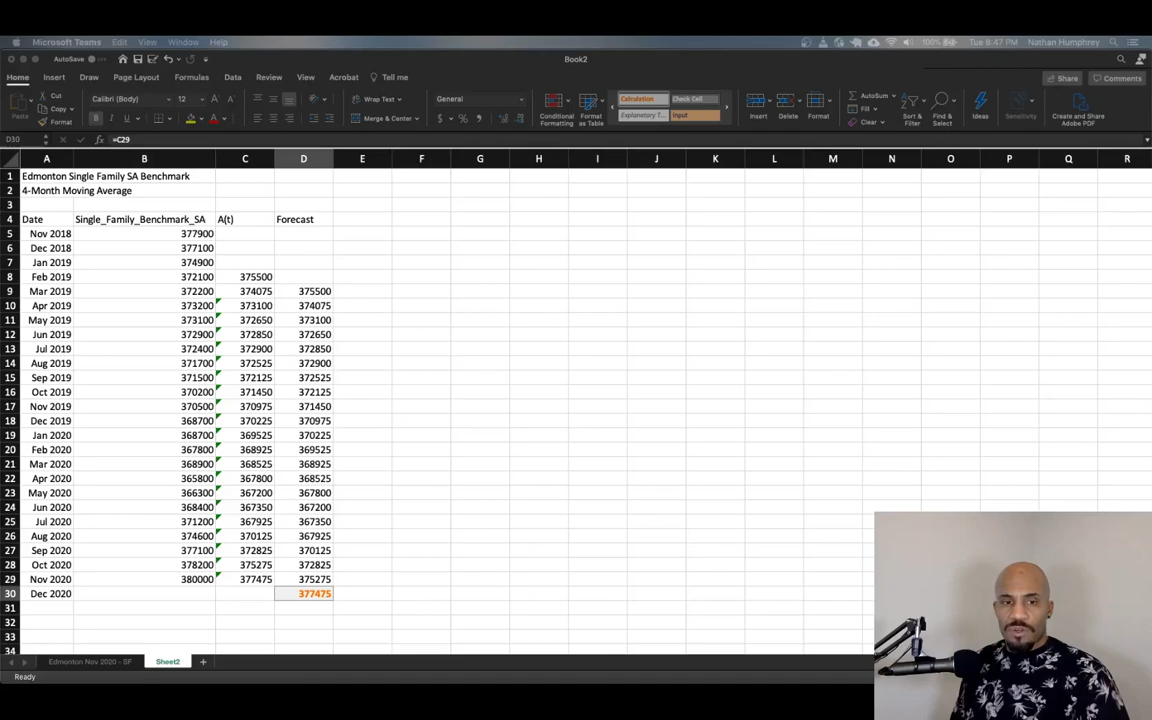 Microsoft Teams Edit View Window Help 100% Tue 8:47 PM Nathan Humphrey
AutoSave Book2
Home Insert Draw Page Layout Formulas Data Review View Acrobat Tell me Share Comments
Paste Cut Copy Format
Calibri (Body) 12 A A
B I U A
Wrap Text
Merge & Center
General
$ % 
Conditional Formatting
Format as Table
Calculation Check Cell
Explanatory T... Input
Insert Delete Format
AutoSum
Fill
Clear
Sort & Filter
Find & Select
Ideas
Sensitivity
Create and Share Adobe PDF
D30 fx =C29
A B C D E F G H I J K L M N O P Q R
1 Edmonton Single Family SA Benchmark
2 4-Month Moving Average
3
4 Date Single_Family_Benchmark_SA A(t) Forecast
5 Nov 2018 377900
6 Dec 2018 377100
7 Jan 2019 374900
8 Feb 2019 372100 375500
9 Mar 2019 372200 374075 375500
10 Apr 2019 373200 373100 374075
11 May 2019 373100 372650 373100
12 Jun 2019 372900 372850 372650
13 Jul 2019 372400 372900 372850
14 Aug 2019 371700 372525 372900
15 Sep 2019 371500 372125 372525
16 Oct 2019 370200 371450 372125
17 Nov 2019 370500 370975 371450
18 Dec 2019 368700 370225 370975
19 Jan 2020 368700 369525 370225
20 Feb 2020 367800 368925 369525
21 Mar 2020 368900 368525 368925
22 Apr 2020 365800 367800 368525
23 May 2020 366300 367200 367800
24 Jun 2020 368400 367350 367200
25 Jul 2020 371200 367925 367350
26 Aug 2020 374600 370125 367925
27 Sep 2020 377100 372825 370125
28 Oct 2020 378200 375275 372825
29 Nov 2020 380000 377475 375275
30 Dec 2020 377475
31
32
33
34
Edmonton Nov 2020 - SF Sheet2 +
Ready